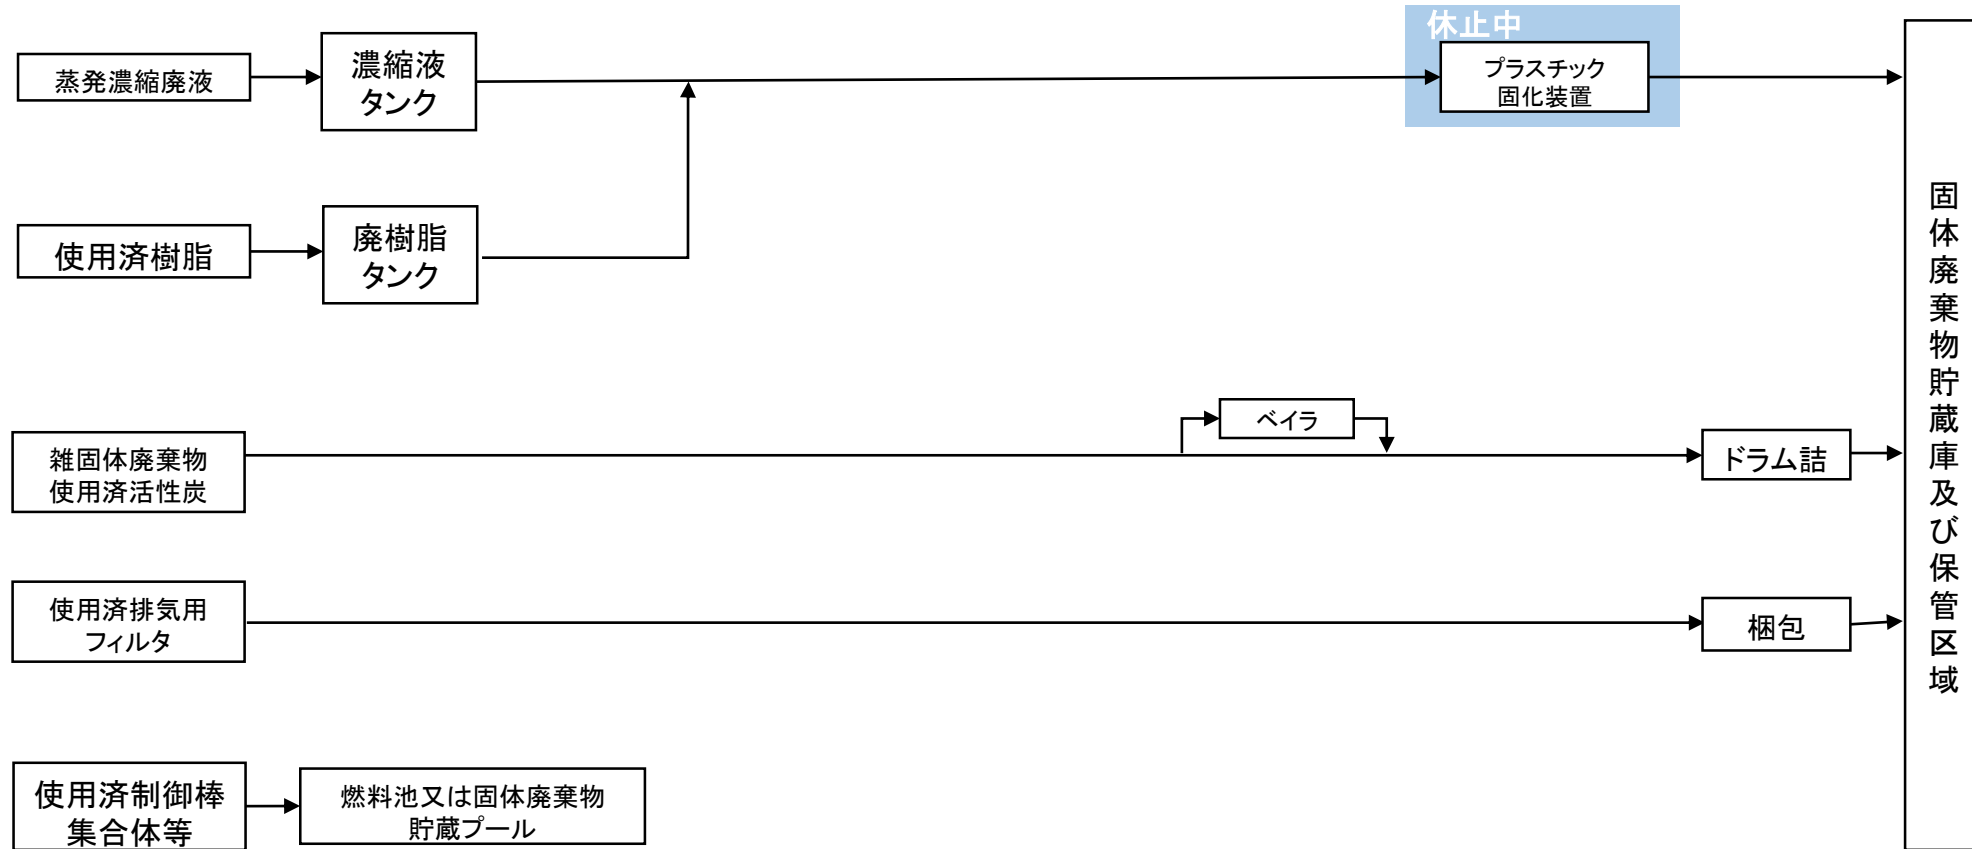 休止中
蒸発濃縮廃液
濃縮液
タンク
プラスチック
固化装置
使用済樹脂
廃樹脂
タンク
ベイラ
雑固体廃棄物
使用済活性炭
ドラム詰
使用済排気用
フィルタ
梱包
使用済制御棒
集合体等
燃料池又は固体廃棄物
貯蔵プール
固体廃棄物貯蔵庫及び保管区域